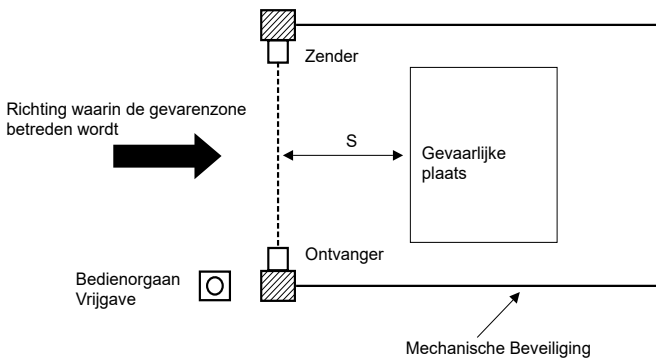 Zender
Richting waarin de gevarenzone
betreden wordt
S
Gevaarlijke
plaats
Ontvanger
Bedienorgaan
Vrijgave
Mechanische Beveiliging